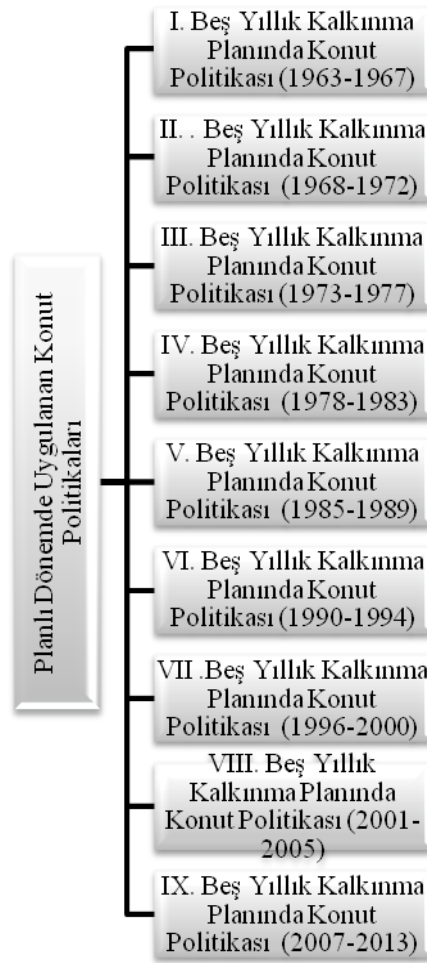 Planlı Dönemde Uygulanan Konut
Politikaları
I. Beş Yıllık Kalkınma
Planında Konut
Politikası (1963-1967)
II. . Beş Yıllık Kalkınma
Planında Konut
Politikası (1968-1972)
III. Beş Yıllık Kalkınma
Planında Konut
Politikası (1973-1977)
IV. Beş Yıllık Kalkınma
Planında Konut
Politikası (1978-1983)
V. Beş Yıllık Kalkınma
Planında Konut
Politikası (1985-1989)
VI. Beş Yıllık Kalkınma
Planında Konut
Politikası (1990-1994)
VII .Beş Yıllık Kalkınma
Planında Konut
Politikası (1996-2000)
VIII. Beş Yıllık
Kalkınma Planında
Konut Politikası (2001-
2005)
IX. Beş Yıllık Kalkınma
Planında Konut
Politikası (2007-2013)